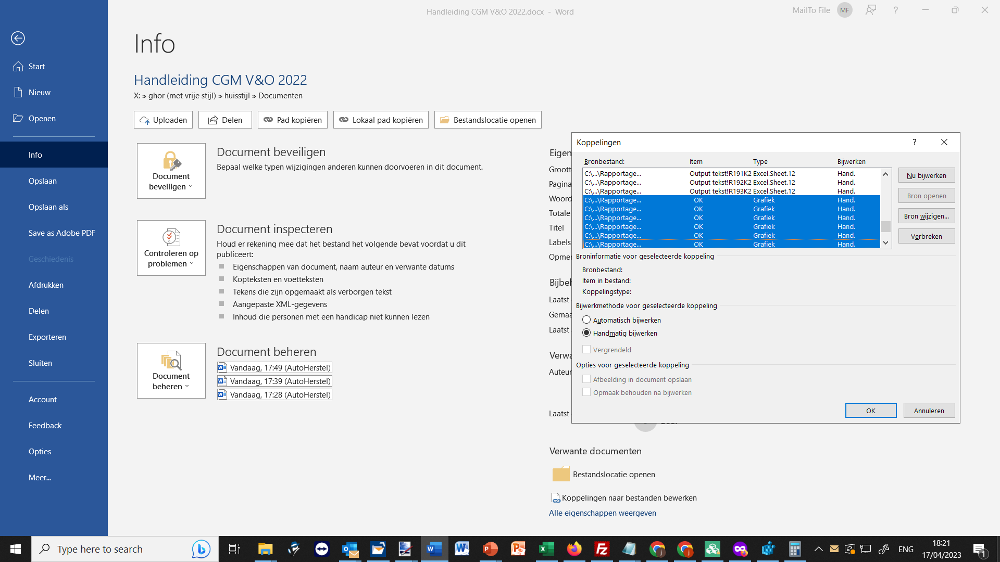 Handleiding CGM V&O 2022.docx - Word
MailTo File
MF
?
Start
Nieuw
Openen
Info
Opslaan
Opslaan als
Save as Adobe PDF
Geschiedenis
Afdrukken
Delen
Exporteren
Sluiten
Account
Feedback
Opties
Meer...
Info
Handleiding CGM V&O 2022
X: » ghor (met vrije stijl) » huisstijl » Documenten
Uploaden
Delen
Pad kopiëren
Lokaal pad kopiëren
Bestandslocatie openen
Document beveiligen
Document beveiligen
Bepaal welke typen wijzigingen anderen kunnen doorvoeren in dit document.
Controleren op problemen
Document inspecteren
Houd er rekening mee dat het bestand het volgende bevat voordat u dit
publiceert:
Eigenschappen van document, naam auteur en verwante datums
Kopteksten en voetteksten
Tekens die zijn opgemaakt als verborgen tekst
Aangepaste XML-gegevens
Inhoud die personen met een handicap niet kunnen lezen
Document beheren
Document beheren
Vandaag, 17:49 (AutoHerstel)
Vandaag, 17:39 (AutoHerstel)
Vandaag, 17:28 (AutoHerstel)
Eigen
Groott
Pagina
Woord
Totale
Titel
Labels
Opmer
Bijbeh
Laatst
Gemaa
Laatst
Verwa
Auteur
Laatst
Verwante documenten
Bestandslocatie openen
Koppelingen naar bestanden bewerken
Alle eigenschappen weergeven
Koppelingen
?
Bronbestand: Item Type Bijwerken
C:\...\Rapportage... Output tekst!R191K2 Excel.Sheet.12 Hand.
C:\...\Rapportage... Output tekst!R192K2 Excel.Sheet.12 Hand.
C:\...\Rapportage... Output tekst!R193K2 Excel.Sheet.12 Hand.
C:\...\Rapportage... OK Grafiek Hand.
C:\...\Rapportage... OK Grafiek Hand.
C:\...\Rapportage... OK Grafiek Hand.
C:\...\Rapportage... OK Grafiek Hand.
C:\...\Rapportage... OK Grafiek Hand.
C:\...\Rapportage... OK Grafiek Hand.
Nu bijwerken
Bron openen
Bron wijzigen...
Verbreken
Broninformatie voor geselecteerde koppeling
Bronbestand:
Item in bestand:
Koppelingstype:
Bijwerkmethode voor geselecteerde koppeling
Automatisch bijwerken
Handmatig bijwerken
Vergrendeld
Opties voor geselecteerde koppeling
Afbeelding in document opslaan
Opmaak behouden na bijwerken
OK
Annuleren
Type here to search
ENG
18:21
17/04/2023
1